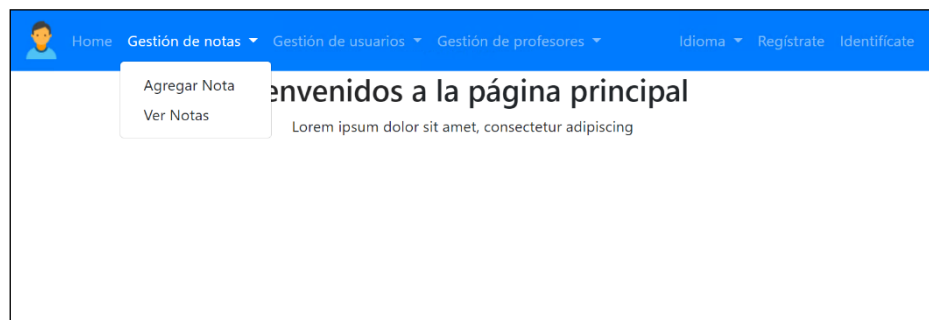 Home Gestión de notas Gestión de usuarios Gestión de profesores Idioma Regístrate Identifícate
Agregar Nota
Ver Notas
envenidos a la página principal
Lorem ipsum dolor sit amet, consectetur adipiscing